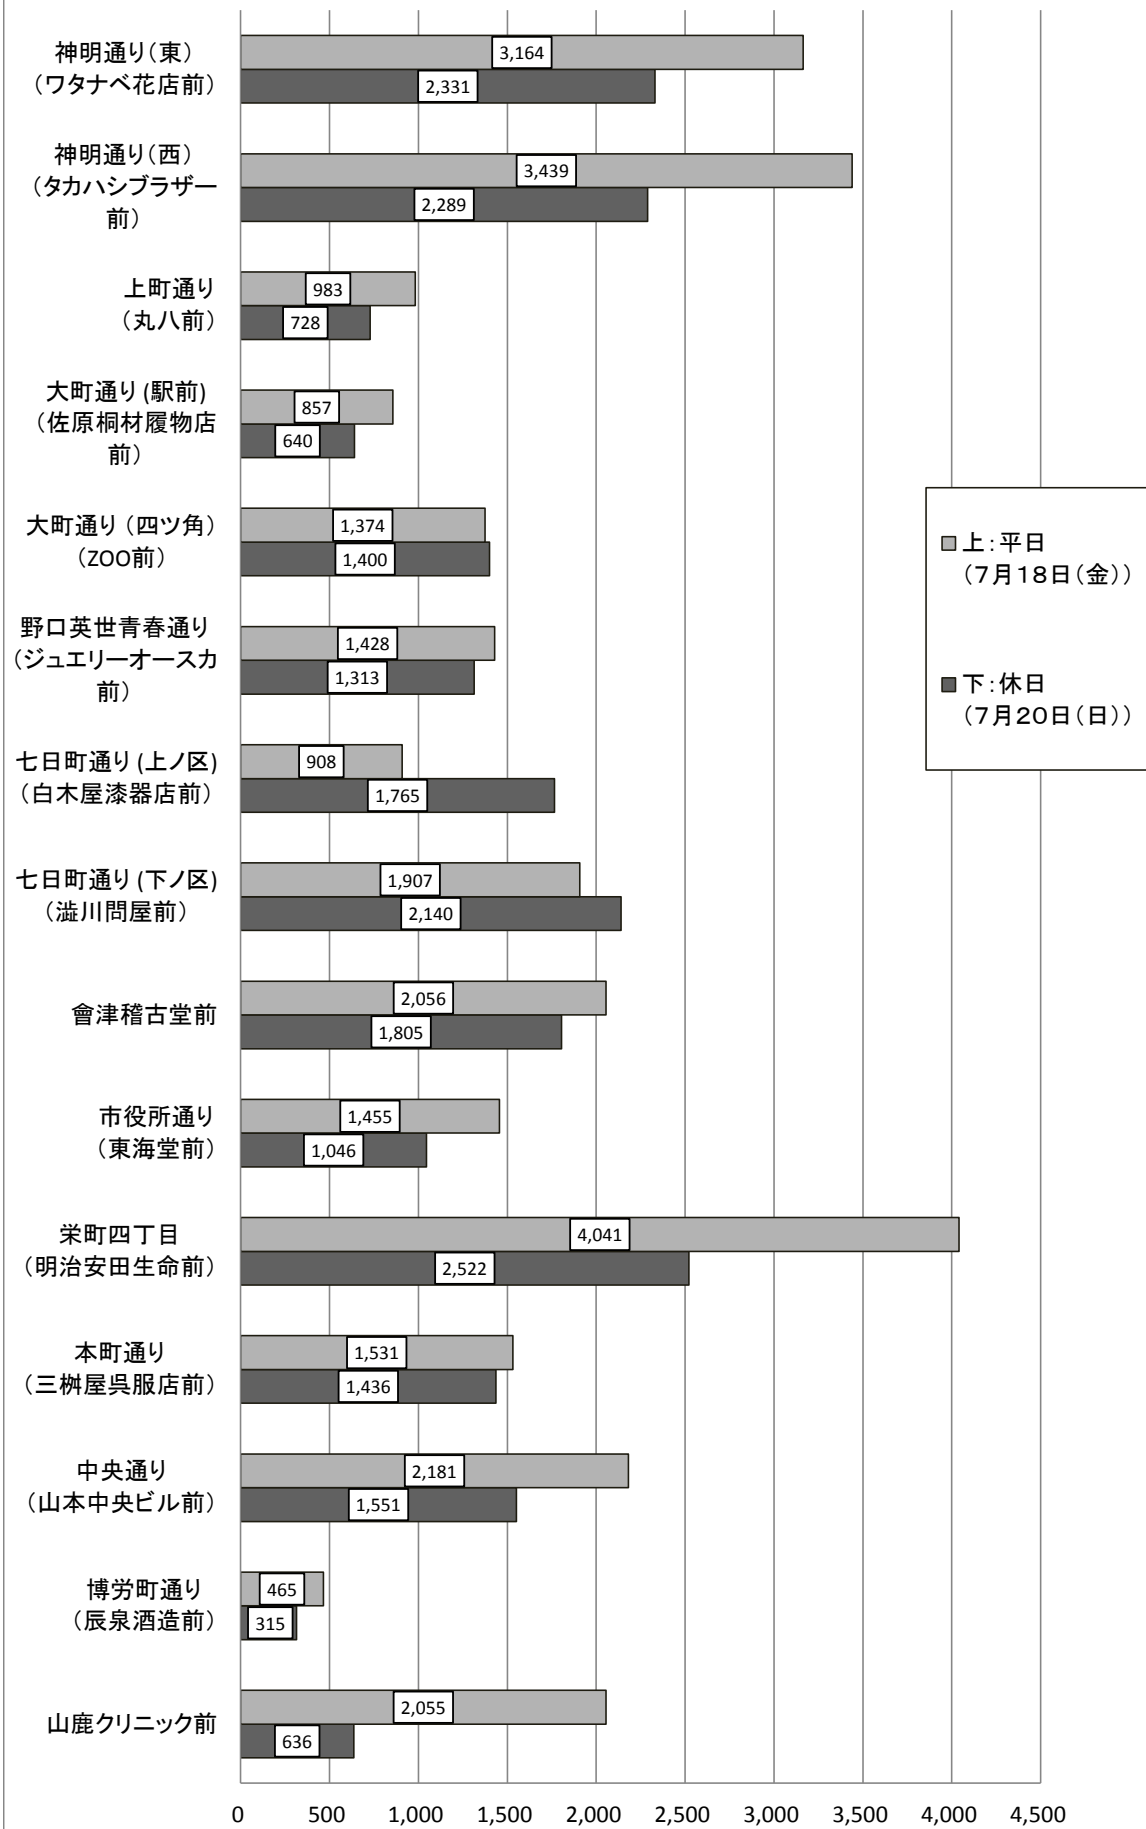 神明通り（東）
（ワタナベ花店前）
3,164
2,331
神明通り（西）
（タカハシブラザー
前）
3,439
2,289
上町通り
（丸八前）
983
728
大町通り(駅前)
（佐原桐材履物店
前）
857
640
大町通り（四ツ角）
（ZOO前）
1,374
1,400
野口英世青春通り
（ジュエリーオースカ
前）
1,428
1,313
七日町通り(上ノ区)
（白木屋漆器店前）
908
1,765
七日町通り(下ノ区)
（澁川問屋前）
1,907
2,140
會津稽古堂前
2,056
1,805
市役所通り
（東海堂前）
1,455
1,046
栄町四丁目
（明治安田生命前）
4,041
2,522
本町通り
（三桝屋呉服店前）
1,531
1,436
中央通り
（山本中央ビル前）
2,181
1,551
博労町通り
（辰泉酒造前）
465
315
山鹿クリニック前
2,055
636
0 500 1,000 1,500 2,000 2,500 3,000 3,500 4,000 4,500
上：平日
（７月１８日（金））
下：休日
（７月２０日（日））